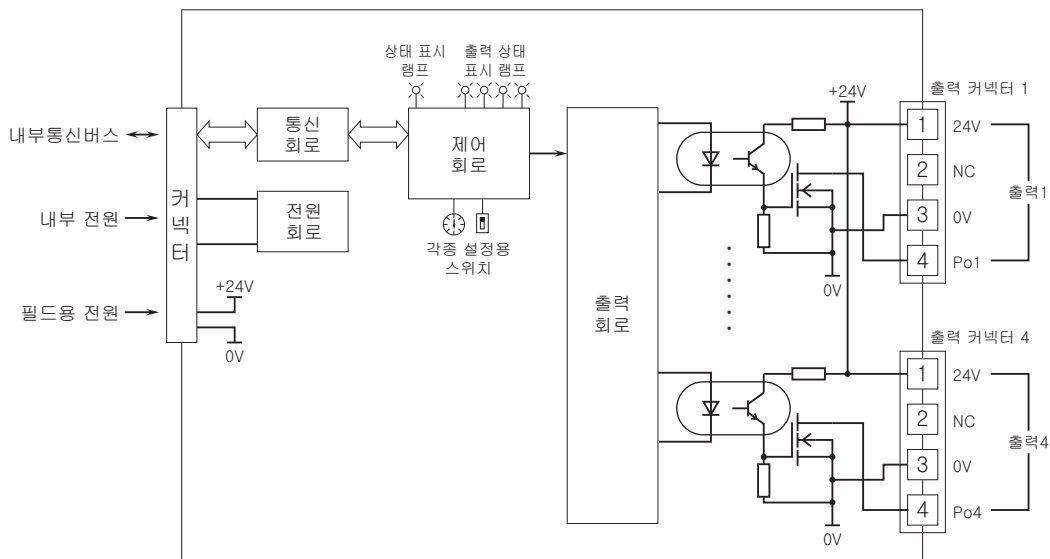 상태 표시
램프
출력 상태
표시 램프
출력 커넥터 1
+24V
내부통신버스
통신
회로
제어
회로
1
24V
2
NC
출력1
커
넥
터
내부 전원
전원
회로
3
0V
각종 설정용
스위치
4
Po1
+24V
0V
필드용 전원
0V
출력
회로
출력 커넥터 4
1
24V
2
NC
출력4
3
0V
4
Po4
0V